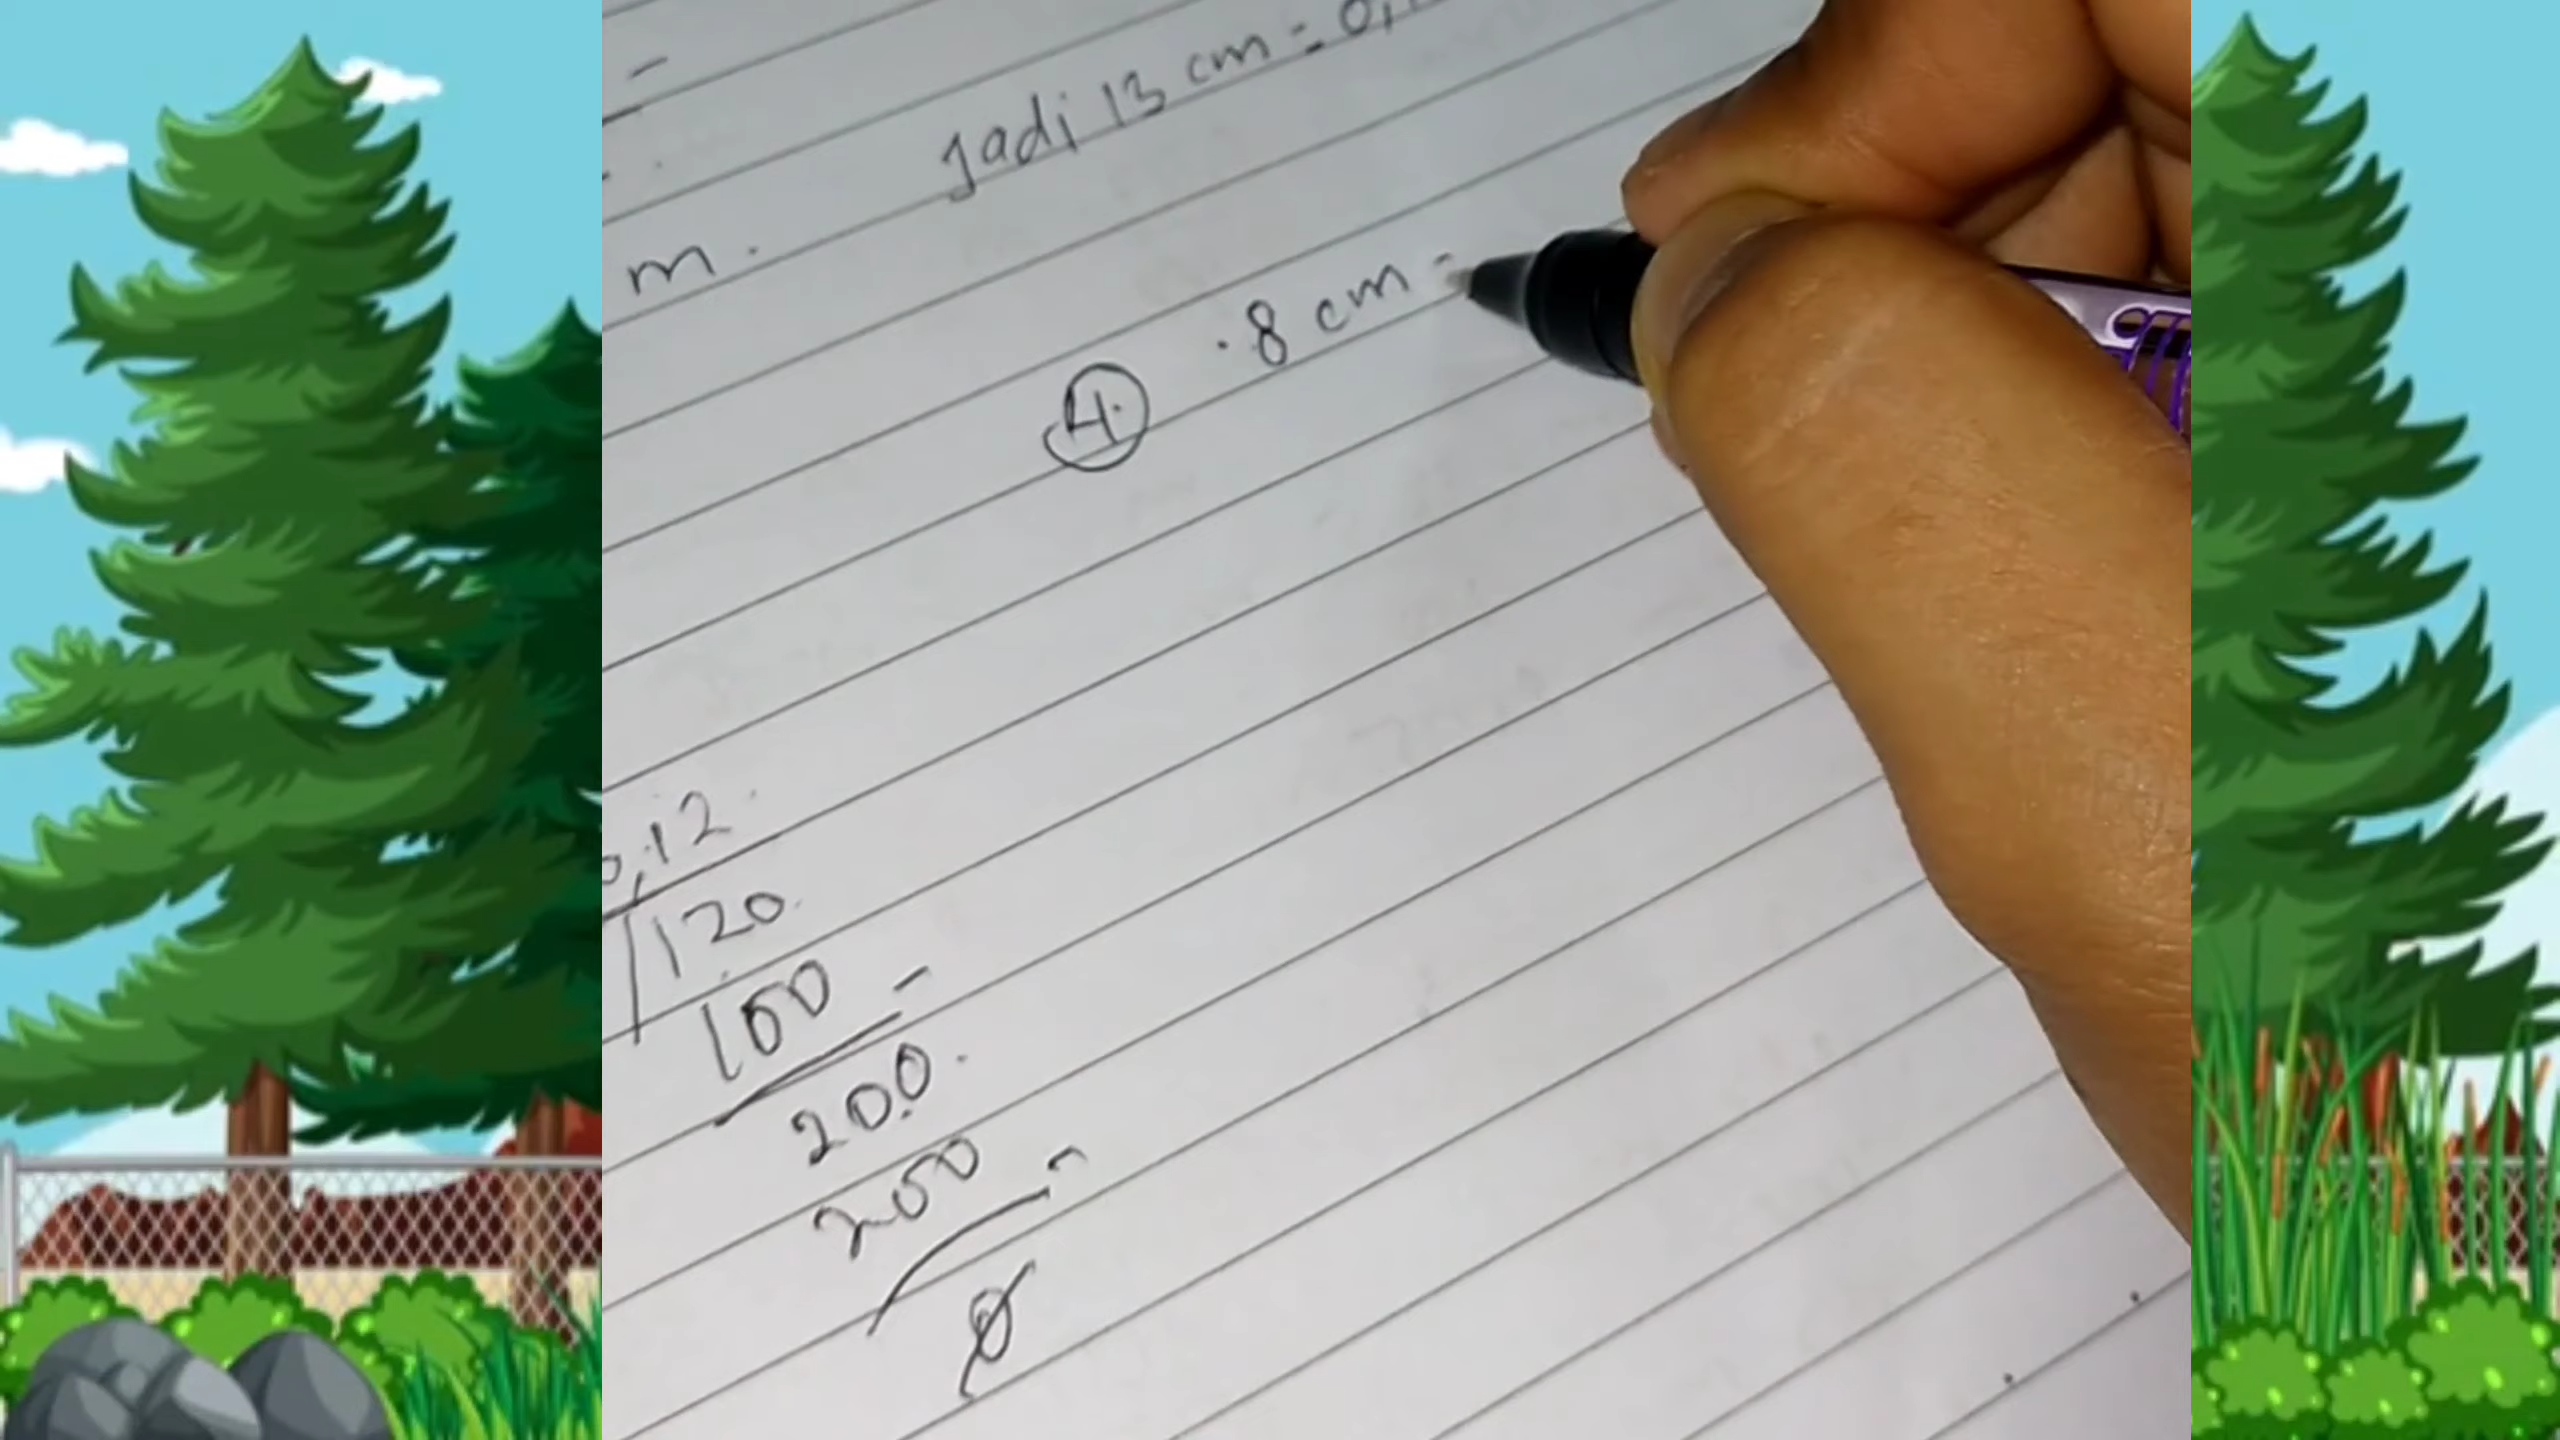 Jadi 13 cm = 0,
m.
4. 8 cm =
0,12
120
100 -
200
200 -
0